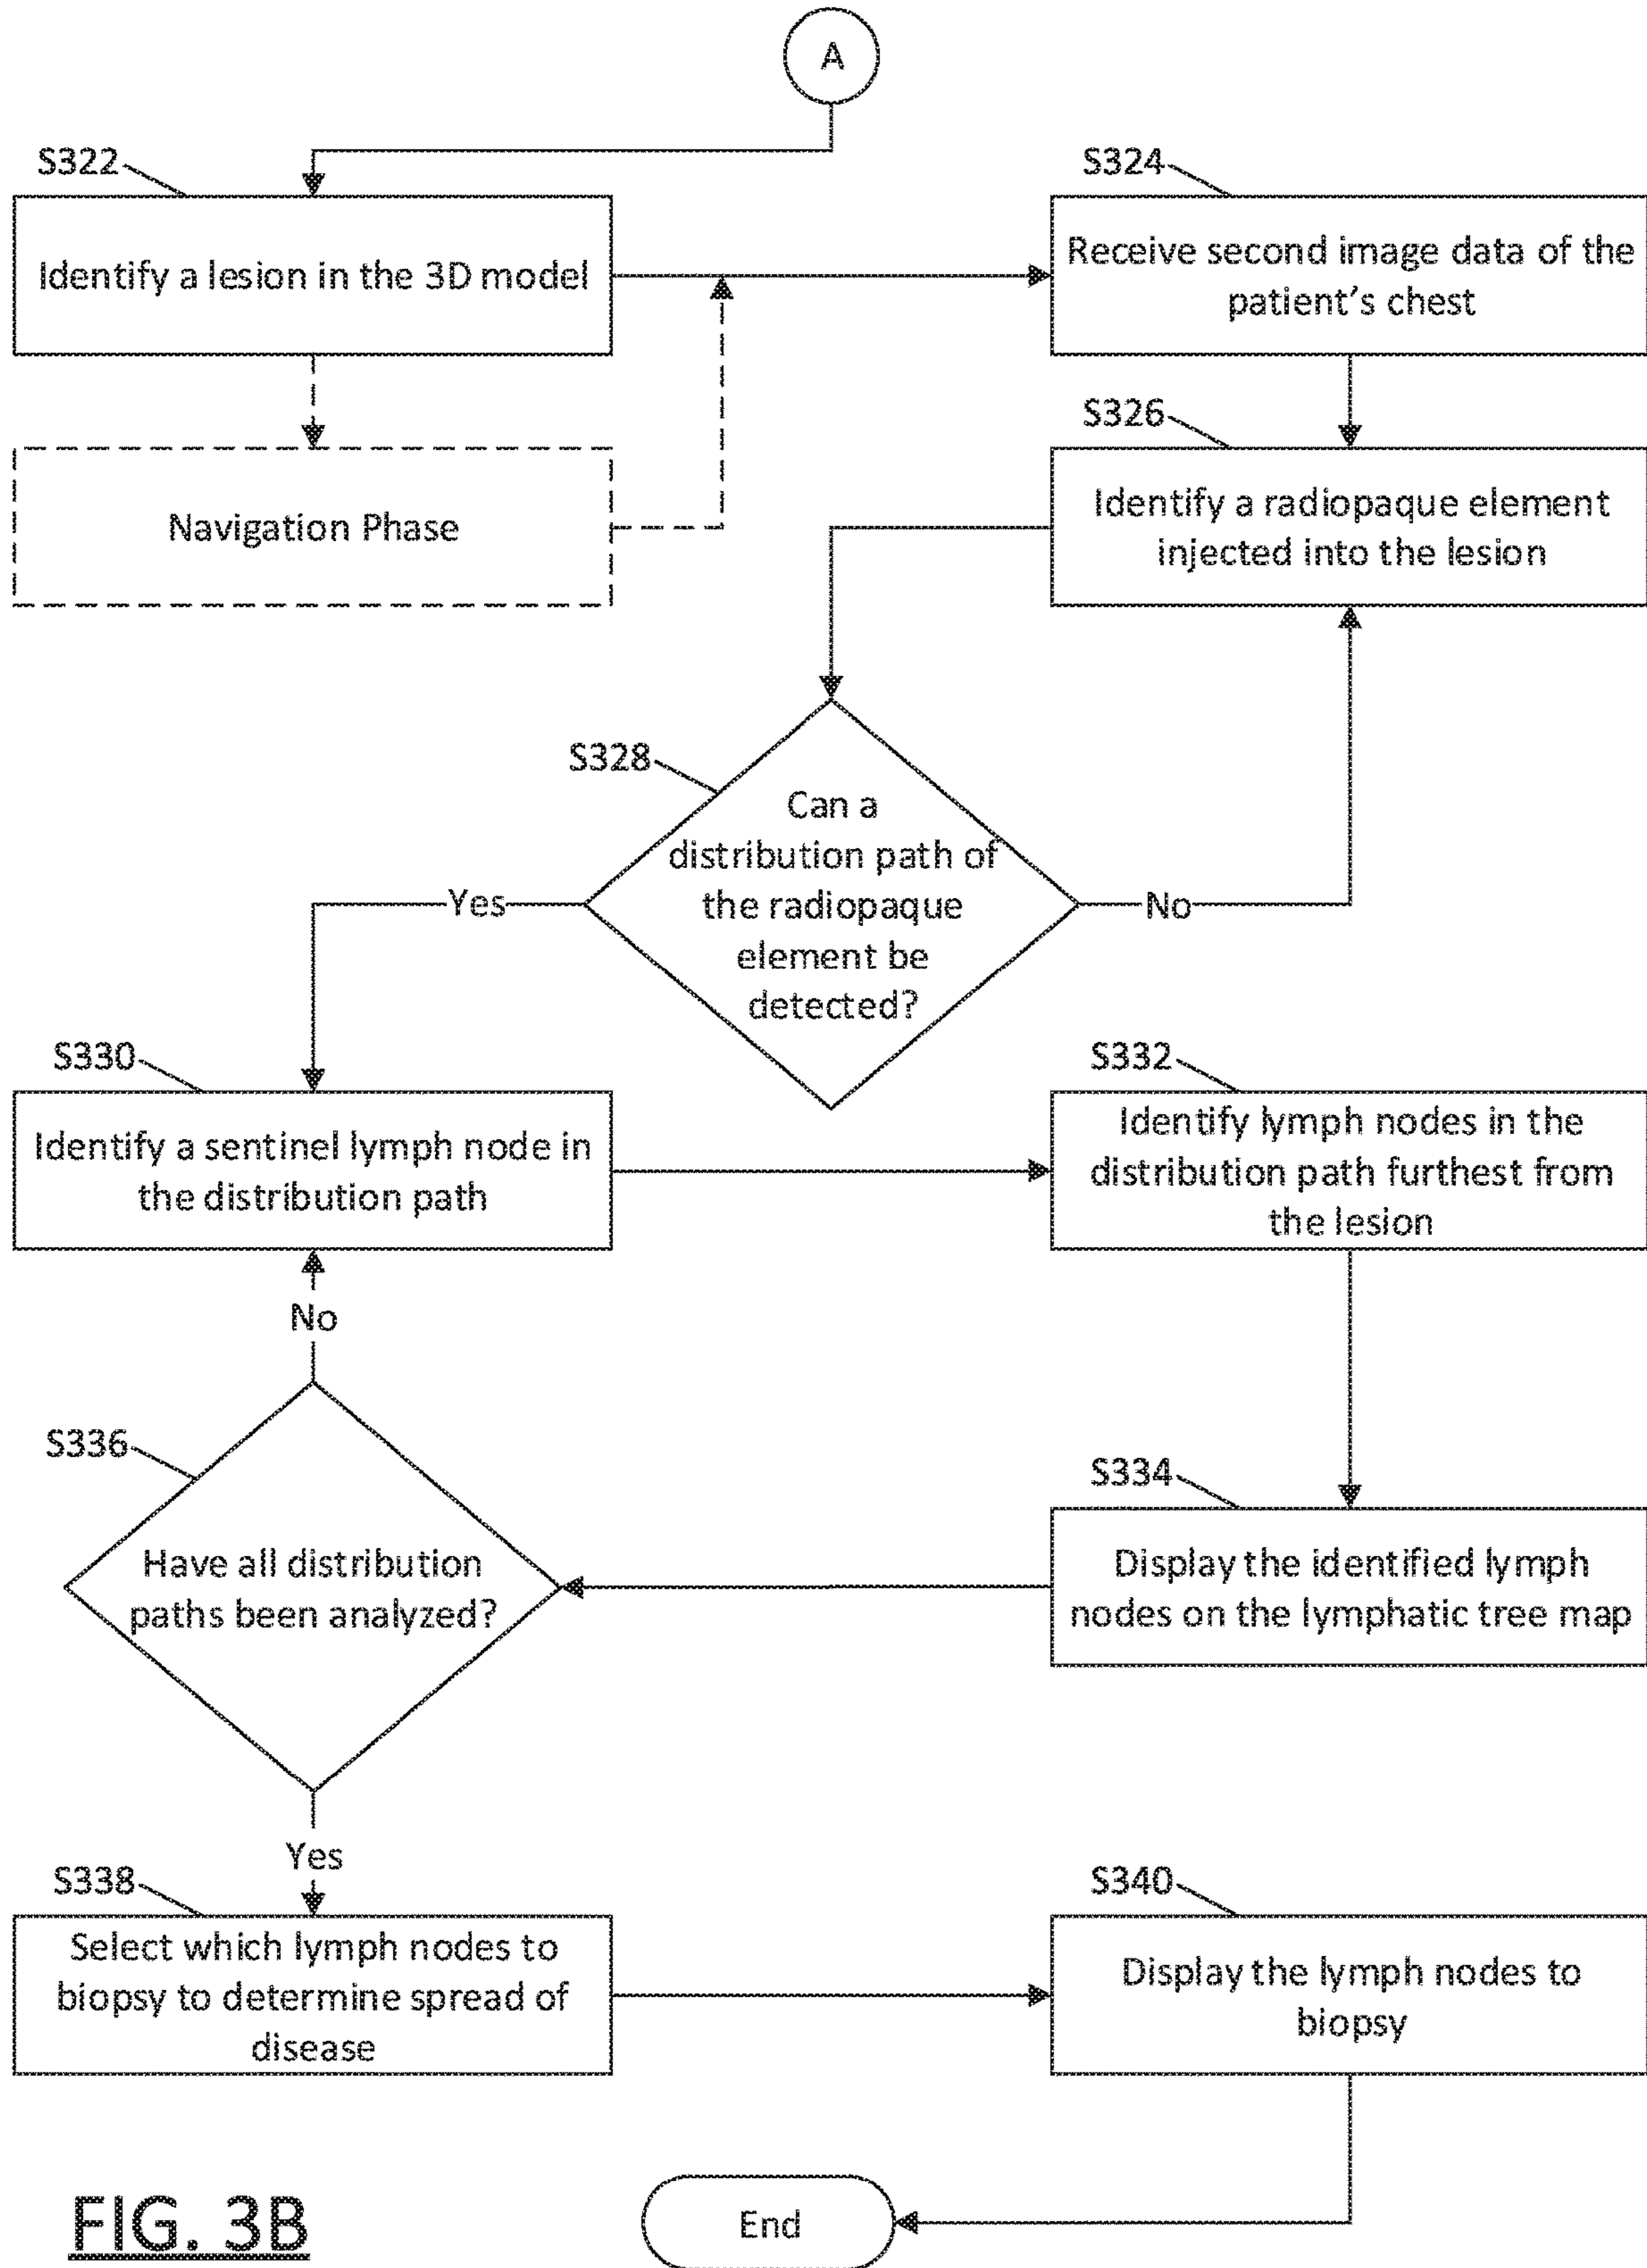 A
S322
Identify a lesion in the 3D model
S324
Receive second image data of the
patient's chest
Navigation Phase
S326
Identify a radiopaque element
injected into the lesion
S328
Can a
distribution path of
the radiopaque
element be
detected?
Yes
No
S330
Identify a sentinel lymph node in
the distribution path
S332
Identify lymph nodes in the
distribution path furthest from
the lesion
No
S336
Have all distribution
paths been analyzed?
S334
Display the identified lymph
nodes on the lymphatic tree map
Yes
S338
Select which lymph nodes to
biopsy to determine spread of
disease
S340
Display the lymph nodes to
biopsy
End
FIG. 3B